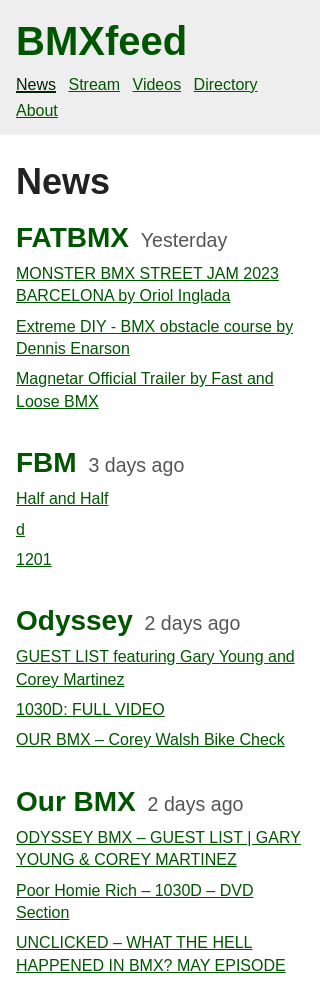 BMXfeed
News Stream Videos Directory
About
News
FATBMX Yesterday
MONSTER BMX STREET JAM 2023
BARCELONA by Oriol Inglada
Extreme DIY - BMX obstacle course by
Dennis Enarson
Magnetar Official Trailer by Fast and
Loose BMX
FBM 3 days ago
Half and Half
d
1201
Odyssey 2 days ago
GUEST LIST featuring Gary Young and
Corey Martinez
1030D: FULL VIDEO
OUR BMX – Corey Walsh Bike Check
Our BMX 2 days ago
ODYSSEY BMX – GUEST LIST | GARY
YOUNG & COREY MARTINEZ
Poor Homie Rich – 1030D – DVD
Section
UNCLICKED – WHAT THE HELL
HAPPENED IN BMX? MAY EPISODE